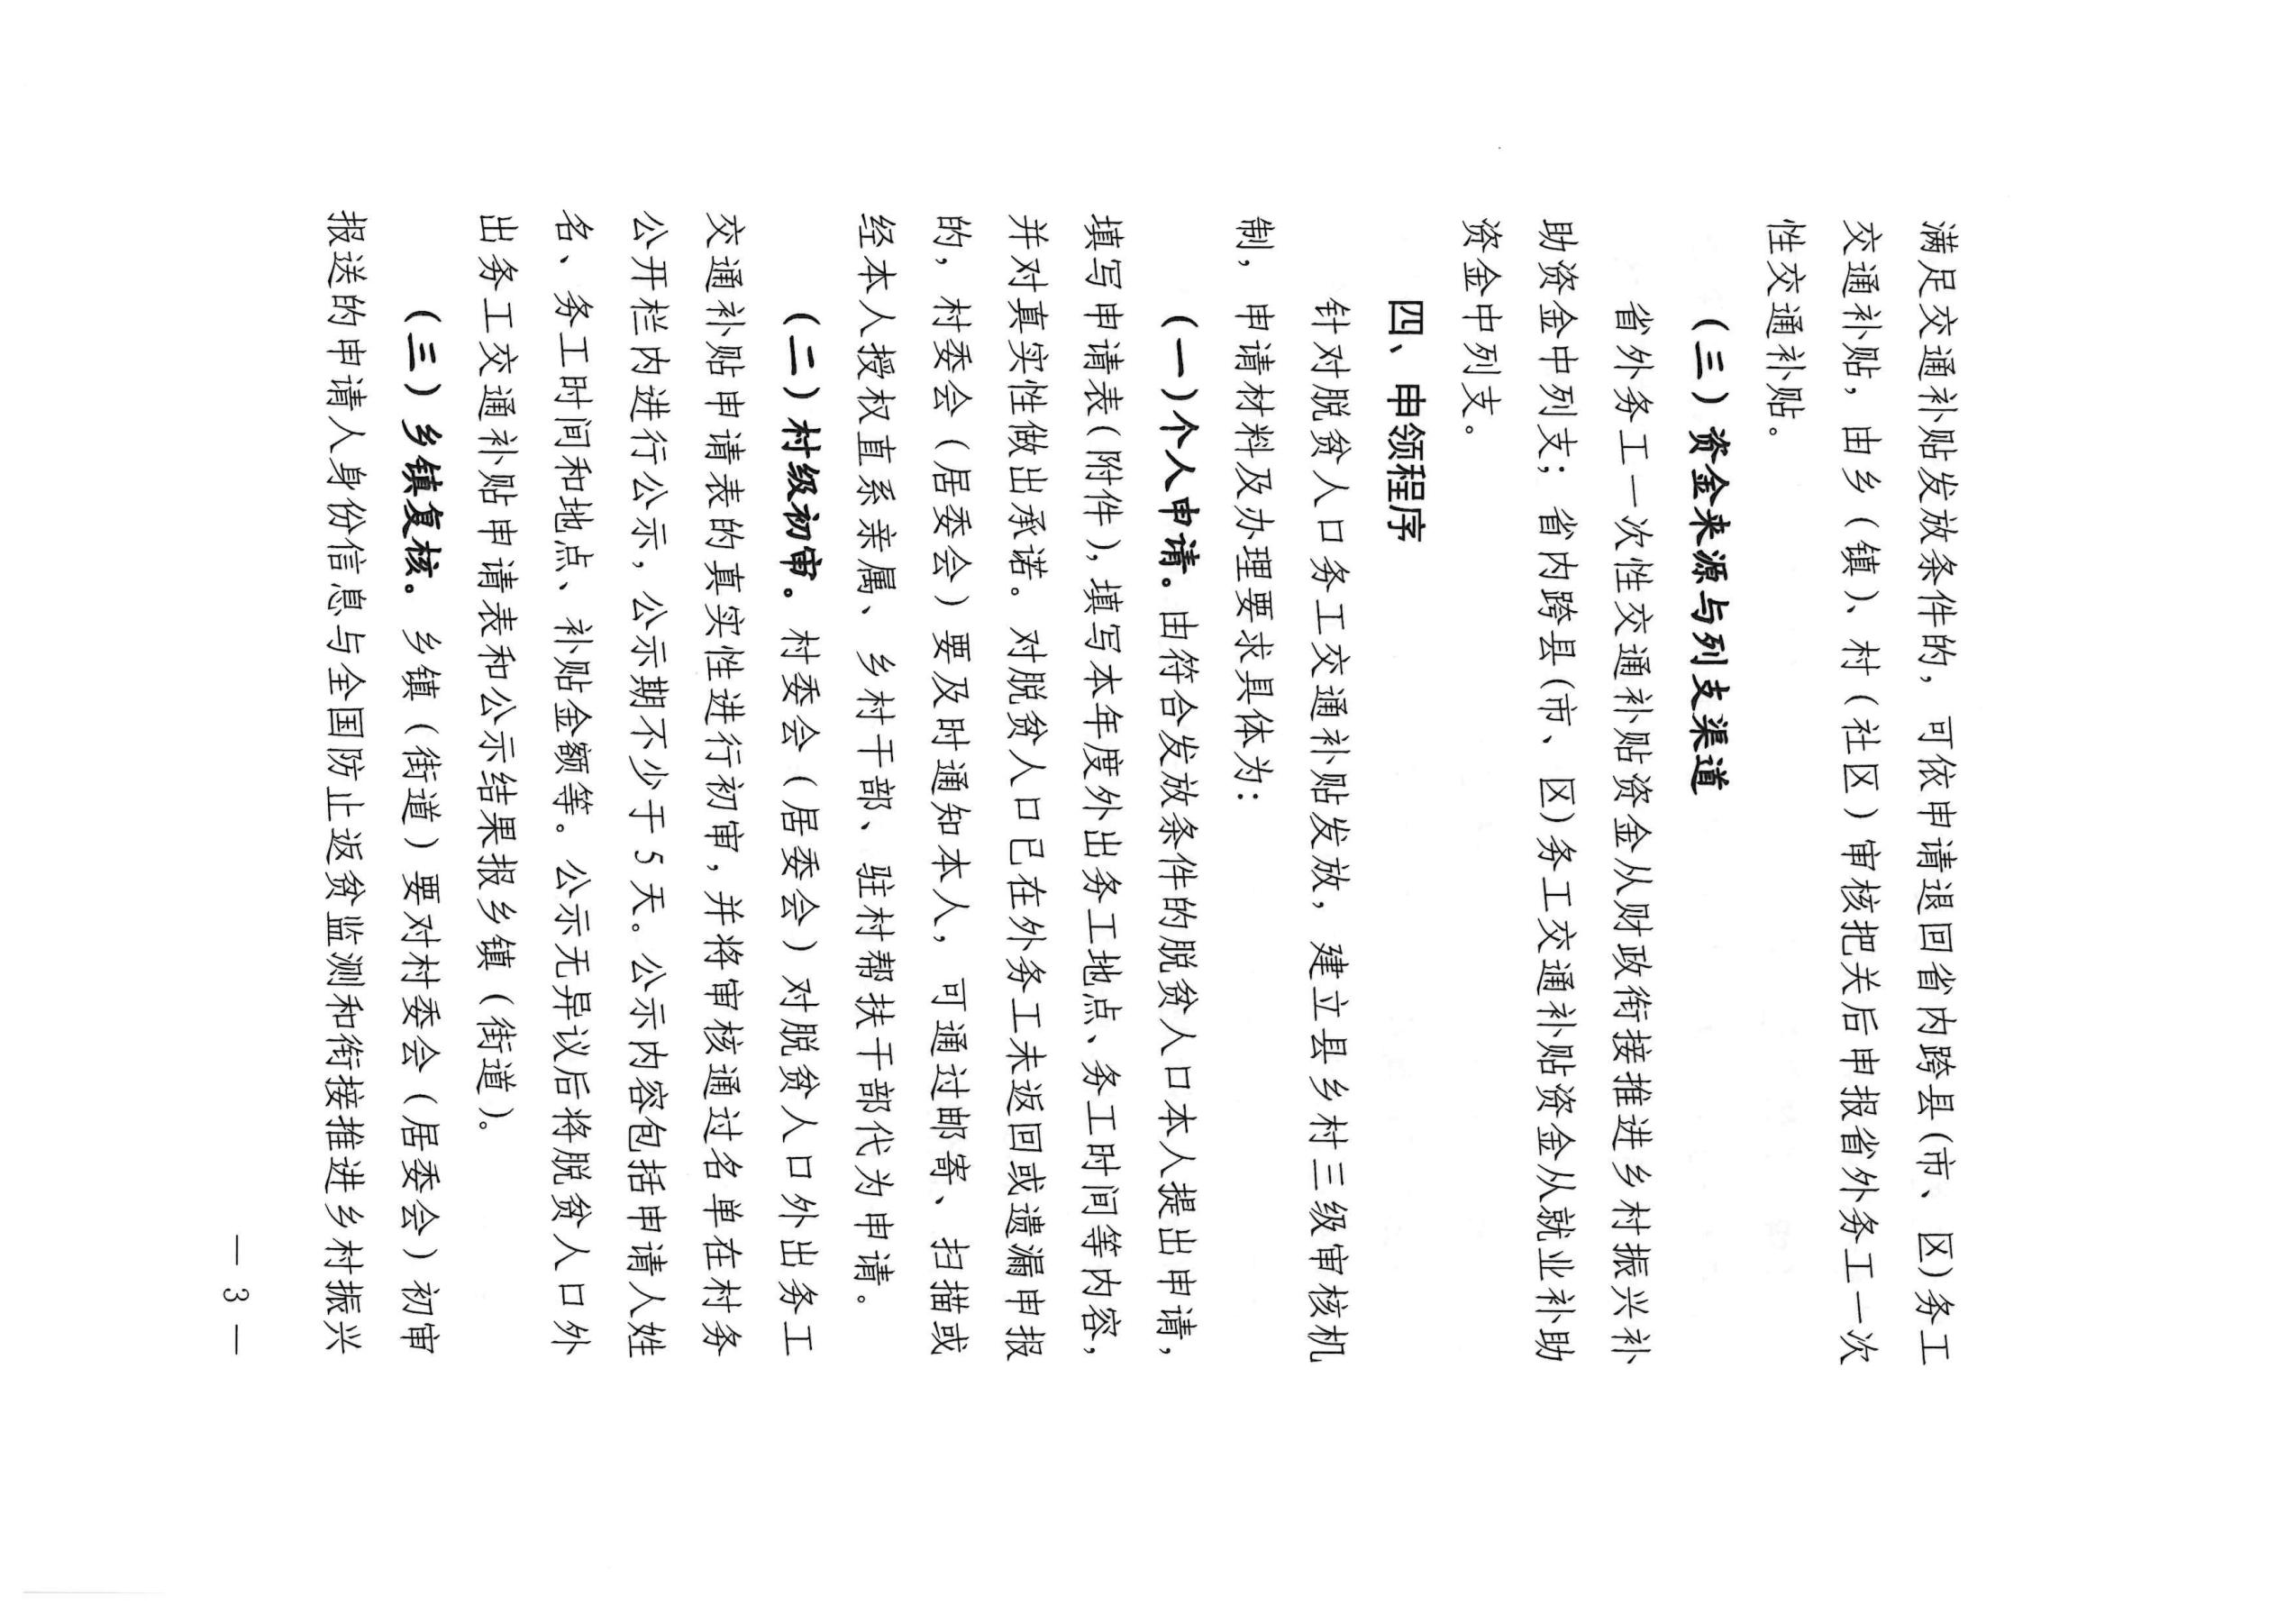 满足交通补贴发放条件的，可依申请退回省内跨县(市、区)务工
交通补贴，由乡（镇）、村（社区）审核把关后申报省外务工一次
性交通补贴。
（三）资金来源与列支渠道
省外务工一次性交通补贴资金从财政衔接推进乡村振兴补
助资金中列支；省内跨县(市、区)务工交通补贴资金从就业补助
资金中列支。
四、申领程序
针对脱贫人口务工交通补贴发放，建立县乡村三级审核机
制，申请材料及办理要求具体为：
（一）个人申请。由符合发放条件的脱贫人口本人提出申请，
填写申请表（附件），填写本年度外出务工地点、务工时间等内容，
并对真实性做出承诺。对脱贫人口已在外务工未返回或遗漏申报
的，村委会（居委会）要及时通知本人，可通过邮寄、扫描或
经本人授权直系亲属、乡村干部、驻村帮扶干部代为申请。
（二）村级初审。村委会（居委会）对脱贫人口外出务工
交通补贴申请表的真实性进行初审，并将审核通过名单在村务
公开栏内进行公示，公示期不少于5天。公示内容包括申请人姓
名、务工时间和地点、补贴金额等。公示无异议后将脱贫人口外
出务工交通补贴申请表和公示结果报乡镇（街道）。
（三）乡镇复核。乡镇（街道）要对村委会（居委会）初审
报送的申请人身份信息与全国防止返贫监测和衔接推进乡村振兴
— 3 —